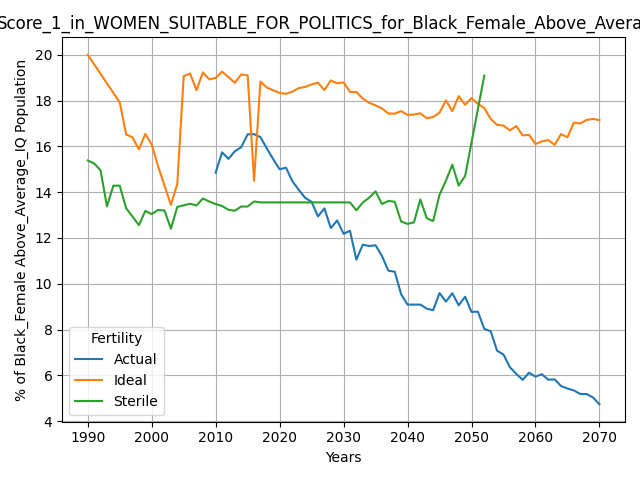 Score_1_in_WOMEN_SUITABLE_FOR_POLITICS_for_Black_Female_Above_Avera
% of Black_Female Above_Average_IQ Population
20
18
16
14
12
10
8
6
4
Fertility
Actual
Ideal
Sterile
1990 2000 2010 2020 2030 2040 2050 2060 2070
Years